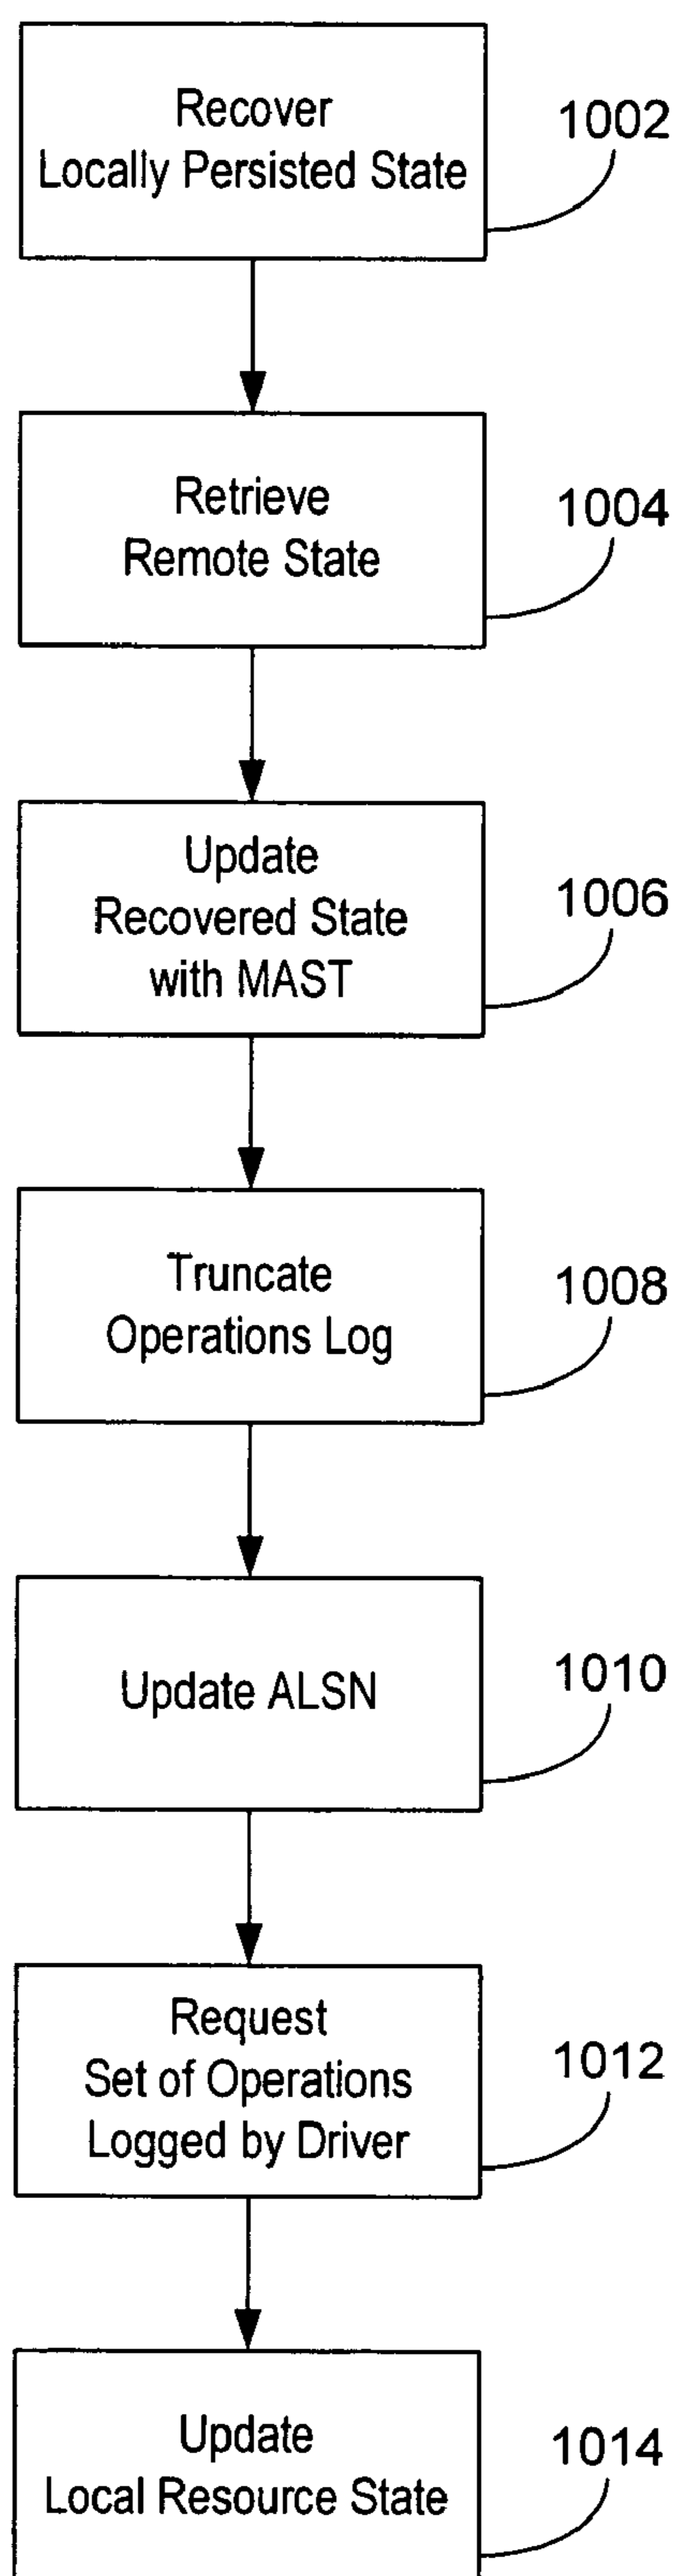 Recover
Locally Persisted State
1002
Retrieve
Remote State
1004
Update
Recovered State
with MAST
1006
Truncate
Operations Log
1008
Update ALSN
1010
Request
Set of Operations
Logged by Driver
1012
Update
Local Resource State
1014